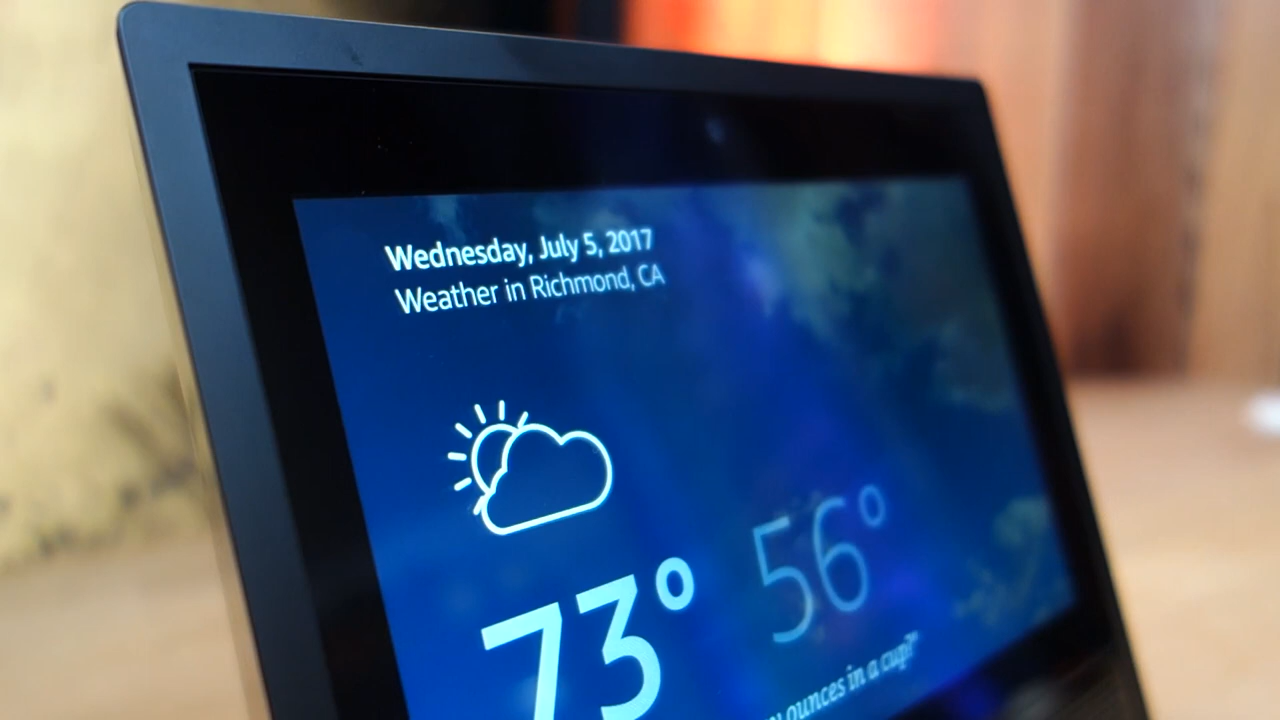 Wednesday, July 5, 2017
Weather in Richmond, CA
73° 56°
ounces in a cup?"